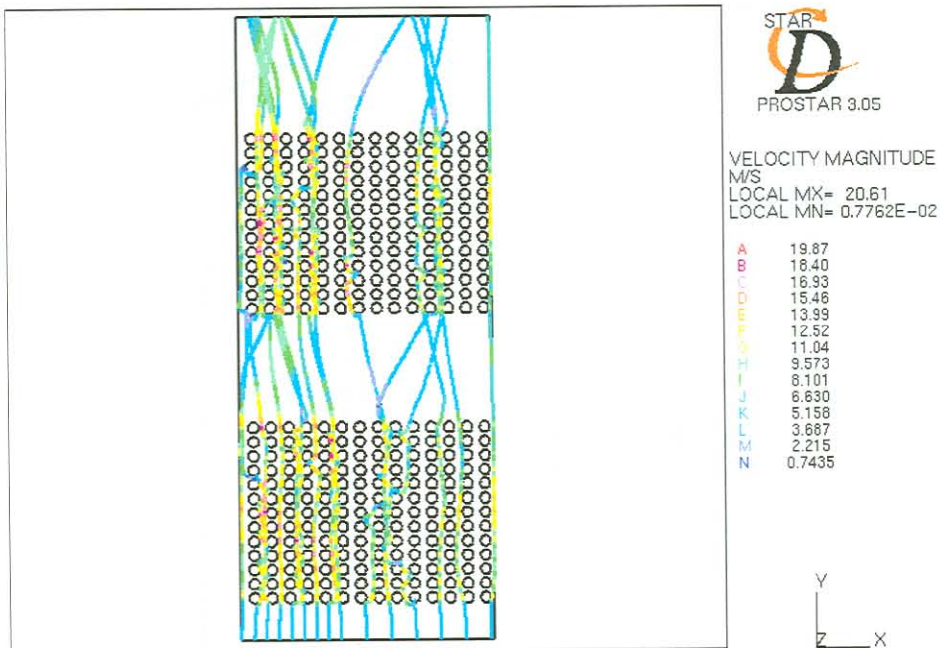 STAR
D
PROSTAR 3.05
VELOCITY MAGNITUDE
M/S
LOCAL MX= 20.61
LOCAL MN= 0.7762E-02
A 19.87
B 18.40
C 16.93
D 15.46
E 13.99
F 12.52
G 11.04
H 9.573
I 8.101
J 6.630
K 5.158
L 3.687
M 2.215
N 0.7435
Y
Z X